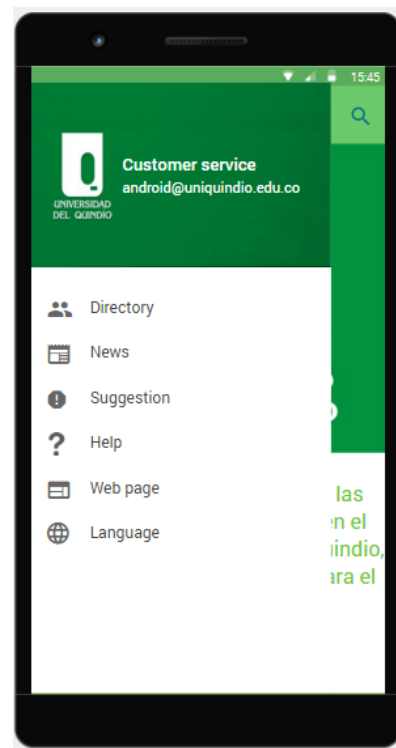 15:45
Customer service
android@uniquindio.edu.co
UNIVERSIDAD
DEL QUINDÍO
Directory
News
Suggestion
Help
Web page
Language
las
en el
uindio,
ara el